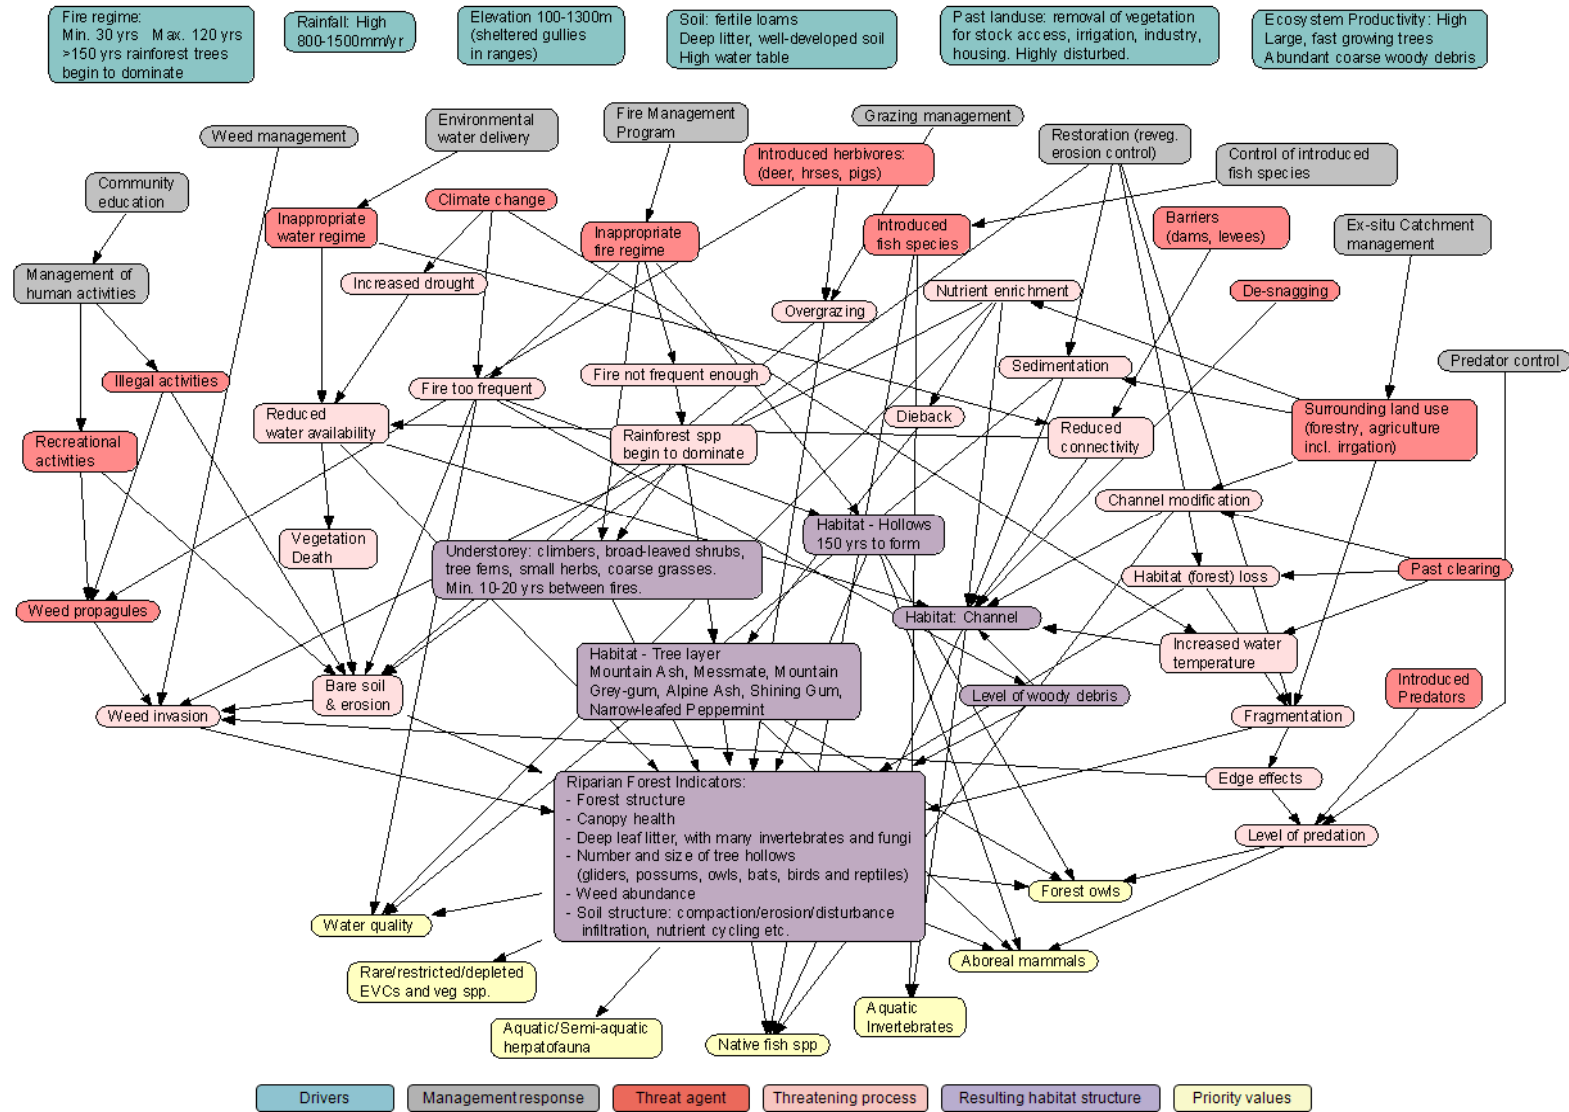 Fire regime:
Min. 30 yrs   Max. 120 yrs
>150 yrs rainforest trees
begin to dominate
Rainfall: High
800-1500mm/yr
Elevation 100-1300m
(sheltered gullies
in ranges)
Soil: fertile loams
Deep litter, well-developed soil
High water table
Past landuse: removal of vegetation
for stock access, irrigation, industry,
housing. Highly disturbed.
Ecosystem Productivity: High
Large, fast growing trees
Abundant coarse woody debris
Weed management
Environmental
water delivery
Fire Management
Program
Grazing management
Restoration (reveg.
erosion control)
Control of introduced
fish species
Introduced herbivores:
(deer, hrses, pigs)
Community
education
Climate change
Inappropriate
water regime
Inappropriate
fire regime
Introduced
fish species
Barriers
(dams, levees)
Ex-situ Catchment
management
Management of
human activities
Increased drought
Nutrient enrichment
De-snagging
Overgrazing
Predator control
Illegal activities
Fire too frequent
Fire not frequent enough
Sedimentation
Reduced
water availability
Dieback
Surrounding land use
(forestry, agriculture
incl. irrgation)
Recreational
activities
Rainforest spp
begin to dominate
Reduced
connectivity
Channel modification
Vegetation
Death
Habitat - Hollows
150 yrs to form
Understorey: climbers, broad-leaved shrubs,
tree ferns, small herbs, coarse grasses.
Min. 10-20 yrs between fires.
Habitat (forest) loss
Past clearing
Weed propagules
Habitat: Channel
Increased water
temperature
Habitat - Tree layer
Mountain Ash, Messmate, Mountain
Grey-gum, Alpine Ash, Shining Gum,
Narrow-leafed Peppermint
Bare soil
& erosion
Level of woody debris
Introduced
Predators
Weed invasion
Fragmentation
Edge effects
Riparian Forest Indicators:
- Forest structure
- Canopy health
- Deep leaf litter, with many invertebrates and fungi
- Number and size of tree hollows
(gliders, possums, owls, bats, birds and reptiles)
- Weed abundance
- Soil structure: compaction/erosion/disturbance
infiltration, nutrient cycling etc.
Level of predation
Forest owls
Water quality
Aboreal mammals
Rare/restricted/depleted
EVCs and veg spp.
Aquatic/Semi-aquatic
herpatofauna
Native fish spp
Aquatic
Invertebrates
Drivers
Management response
Threat agent
Threatening process
Resulting habitat structure
Priority values